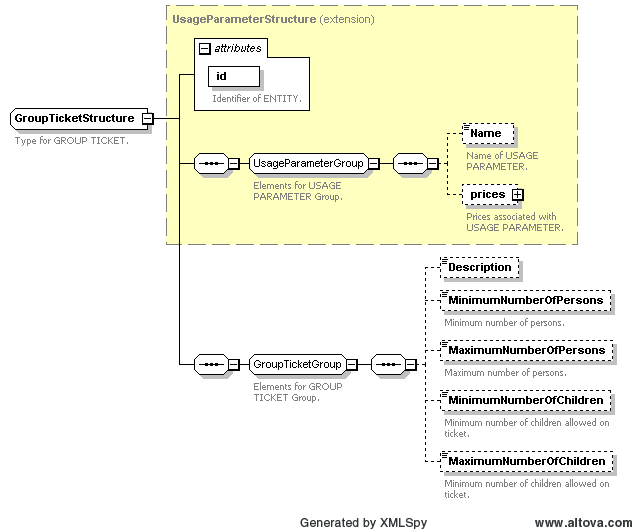 UsageParameterStructure (extension)
attributes
id
Identifier of ENTITY.
GroupTicketStructure
Type for GROUP TICKET.
UsageParameterGroup
Elements for USAGE
PARAMETER Group.
Name
Name of USAGE
PARAMETER.
prices
Prices associated with
USAGE PARAMETER.
GroupTicketGroup
Elements for GROUP
TICKET Group.
Description
MinimumNumberOfPersons
Minimum number of persons.
MaximumNumberOfPersons
Maximum number of persons.
MinimumNumberOfChildren
Minimum number of children allowed on
ticket.
MaximumNumberOfChildren
Minimum number of children allowed on
ticket.
Generated by XMLSpy
www.altova.com